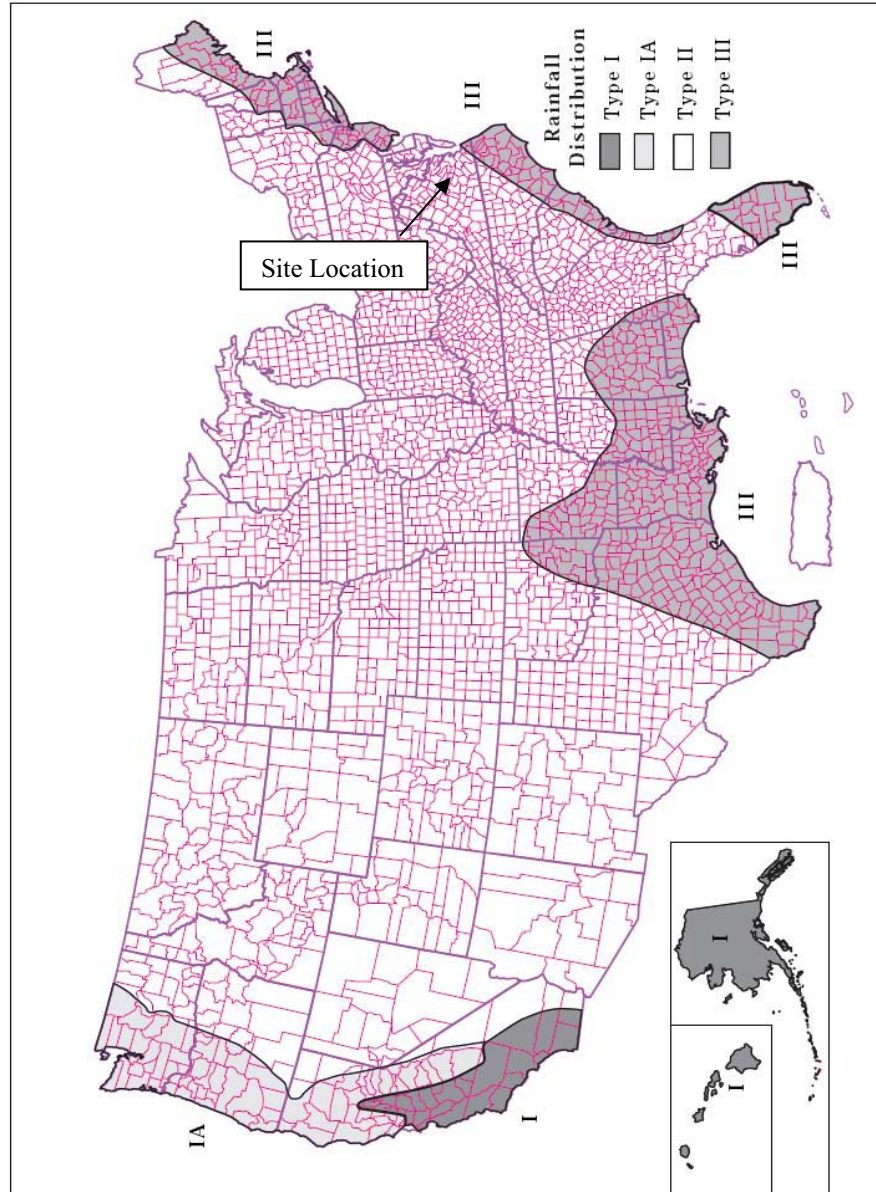 III
III
Rainfall
Distribution
Type I
Type IA
Type II
Type III
Site Location
III
III
IA
I
I
I